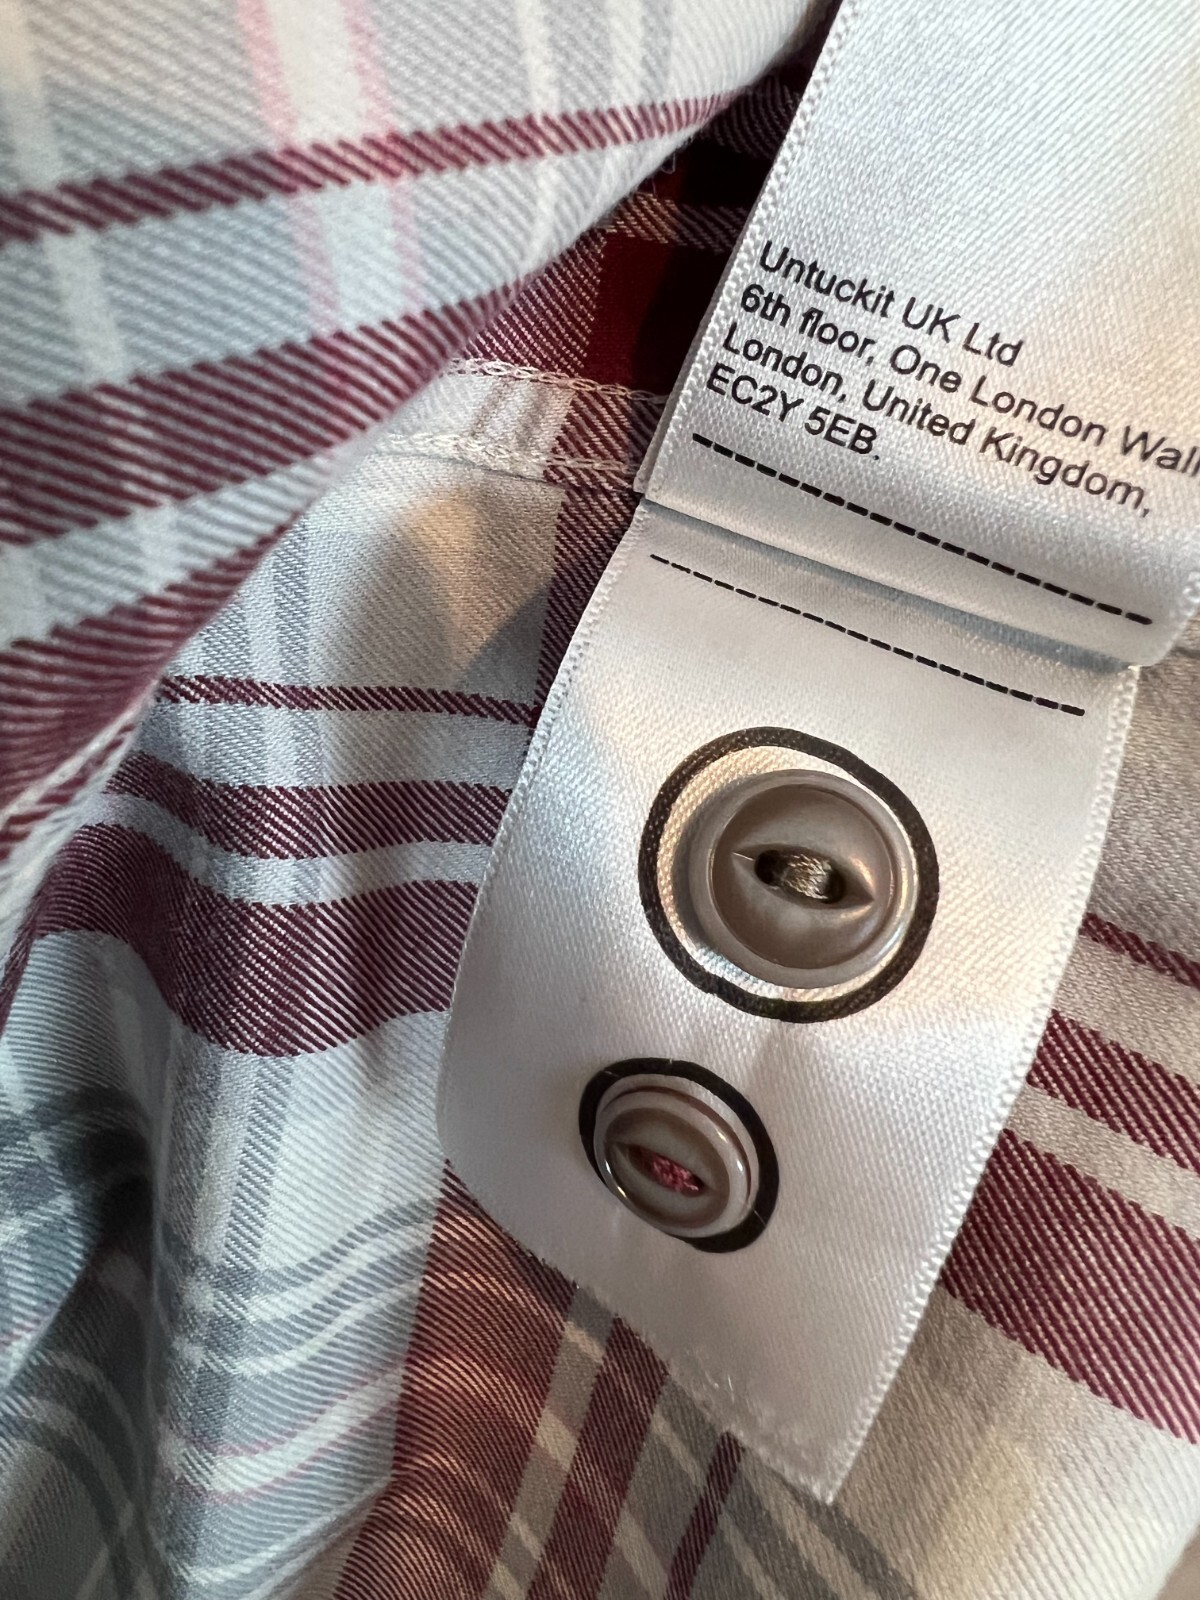 Untuckit UK Ltd
6th floor, One London Wall
London, United Kingdom,
EC2Y 5EB.